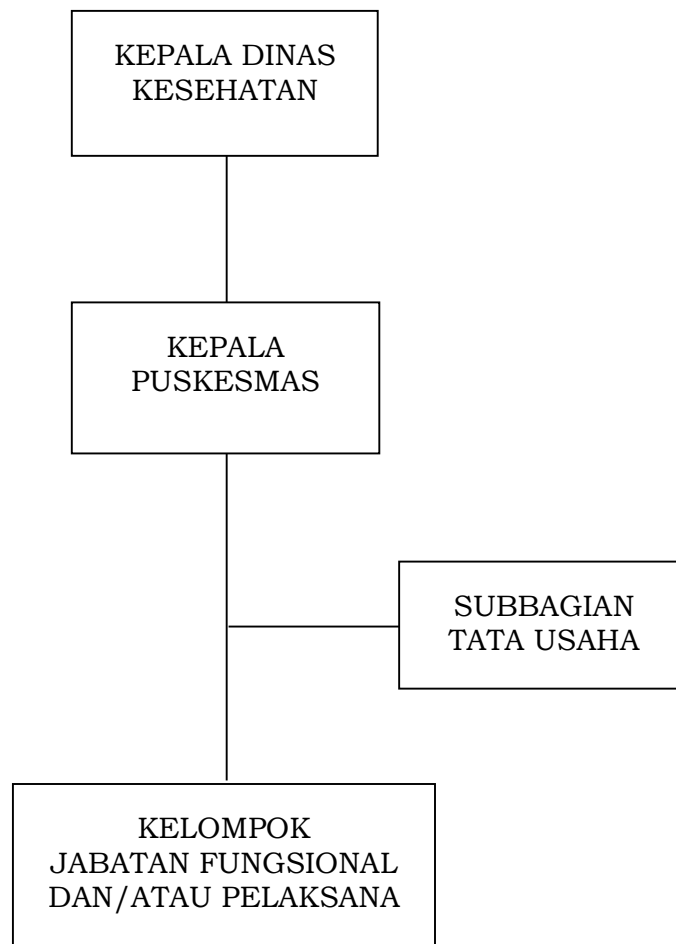 KEPALA DINAS
KESEHATAN
KEPALA
PUSKESMAS
SUBBAGIAN
TATA USAHA
KELOMPOK
JABATAN FUNGSIONAL
DAN/ATAU PELAKSANA